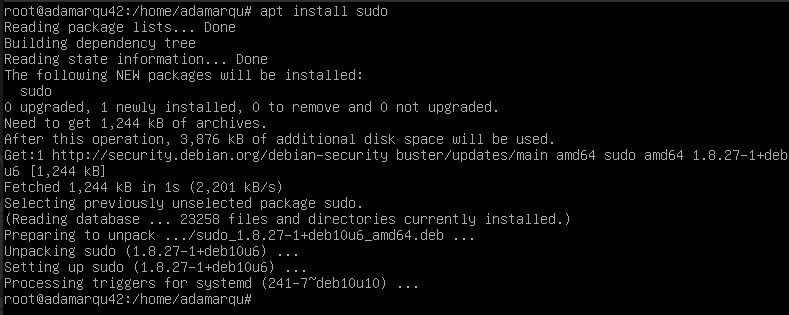 root@adamarqu42:/home/adamarqu# apt install sudo
Reading package lists... Done
Building dependency tree
Reading state information... Done
The following NEW packages will be installed:
  sudo
0 upgraded, 1 newly installed, 0 to remove and 0 not upgraded.
Need to get 1,244 kB of archives.
After this operation, 3,876 kB of additional disk space will be used.
Get:1 http://security.debian.org/debian-security buster/updates/main amd64 sudo amd64 1.8.27-1+deb
u6 [1,244 kB]
Fetched 1,244 kB in 1s (2,201 kB/s)
Selecting previously unselected package sudo.
(Reading database ... 23258 files and directories currently installed.)
Preparing to unpack .../sudo_1.8.27-1+deb10u6_amd64.deb ...
Unpacking sudo (1.8.27-1+deb10u6) ...
Setting up sudo (1.8.27-1+deb10u6) ...
Processing triggers for systemd (241-7~deb10u10) ...
root@adamarqu42:/home/adamarqu#